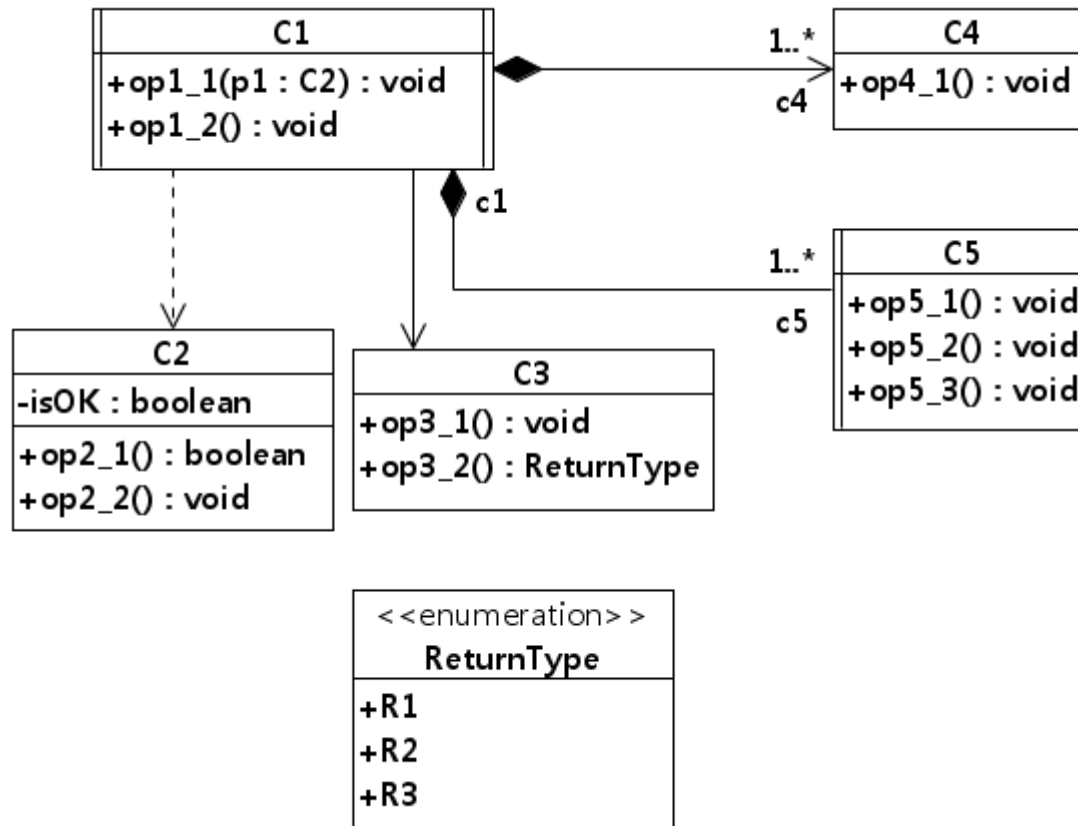 C1
+op1_1(p1 : C2) : void
+op1_2() : void
1..*
c4
C4
+op4_1() : void
c1
1..*
c5
C5
+op5_1() : void
+op5_2() : void
+op5_3() : void
C2
-isOK : boolean
+op2_1() : boolean
+op2_2() : void
C3
+op3_1() : void
+op3_2() : ReturnType
<<enumeration>>
ReturnType
+R1
+R2
+R3